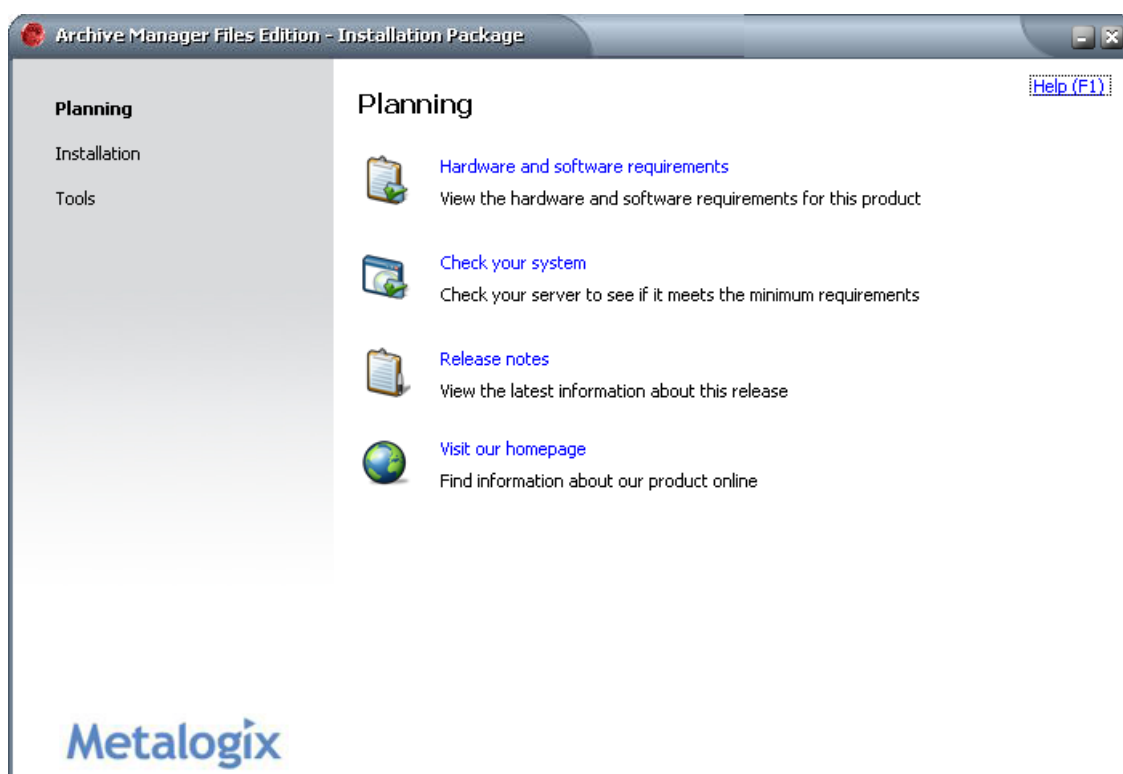 Archive Manager Files Edition - Installation Package
Help (F1)
Planning
Installation
Tools
Planning
Hardware and software requirements
View the hardware and software requirements for this product
Check your system
Check your server to see if it meets the minimum requirements
Release notes
View the latest information about this release
Visit our homepage
Find information about our product online
Metalogix